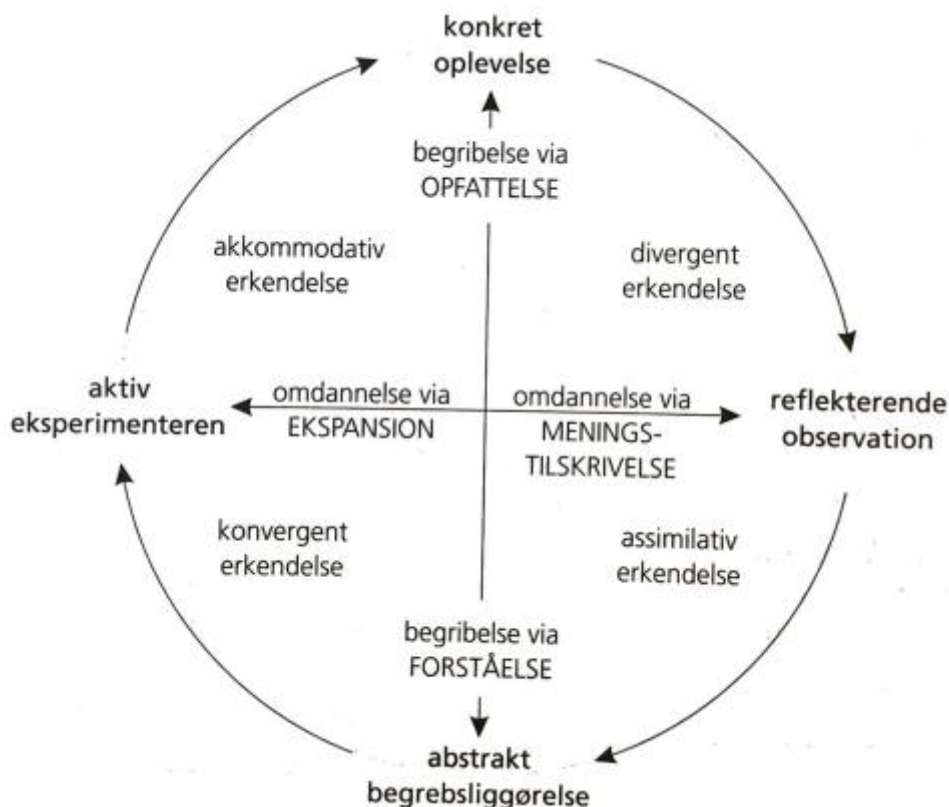 konkret
oplevelse
begribelse via
OPFATTELSE
akkommodativ
erkendelse
divergent
erkendelse
aktiv
eksperimenteren
omdannelse via
EKSPANSION
omdannelse via
MENINGS-
TILSKRIVELSE
reflekterende
observation
konvergent
erkendelse
assimilativ
erkendelse
begribelse via
FORSTÅELSE
abstrakt
begrebsliggørelse